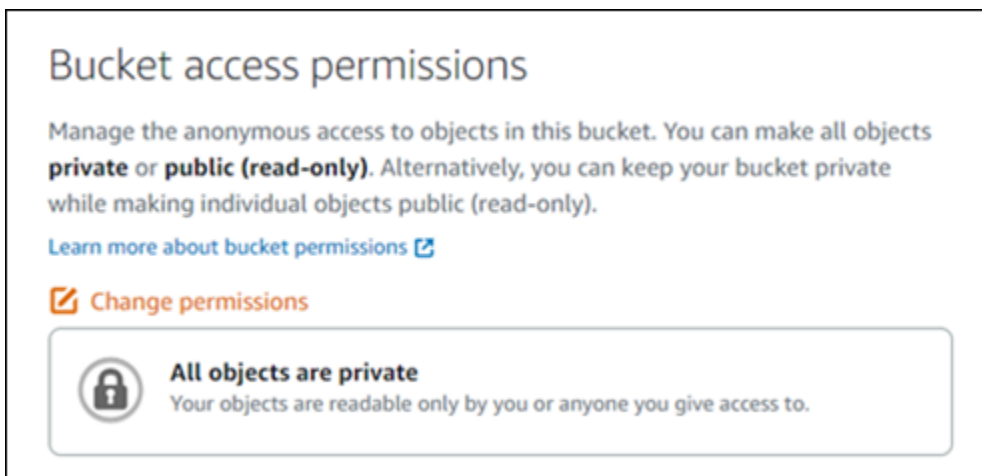 Bucket access permissions
Manage the anonymous access to objects in this bucket. You can make all objects
private or public (read-only). Alternatively, you can keep your bucket private
while making individual objects public (read-only).
Learn more about bucket permissions
Change permissions
All objects are private
Your objects are readable only by you or anyone you give access to.